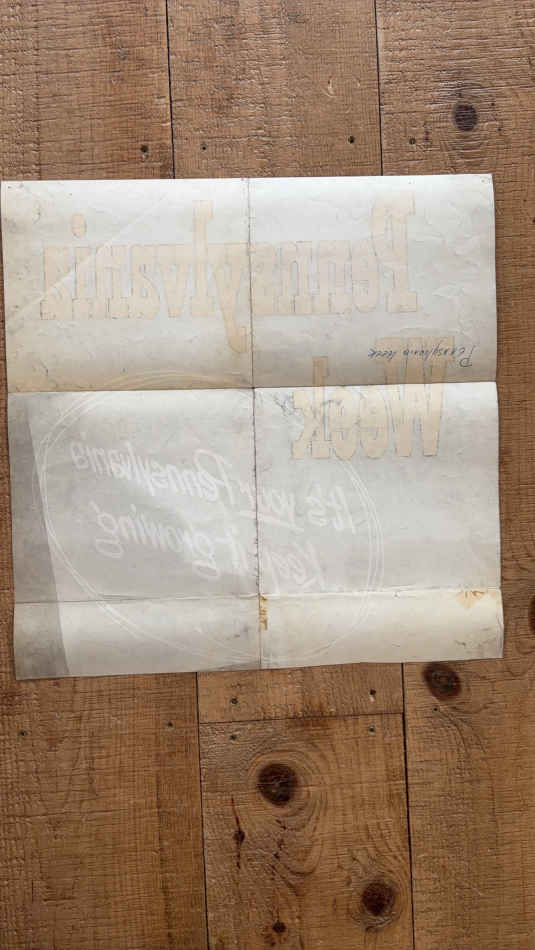 Pennsylvania
Pennsylvania Week
Week
It's your Pennsylvania
Keep it growing